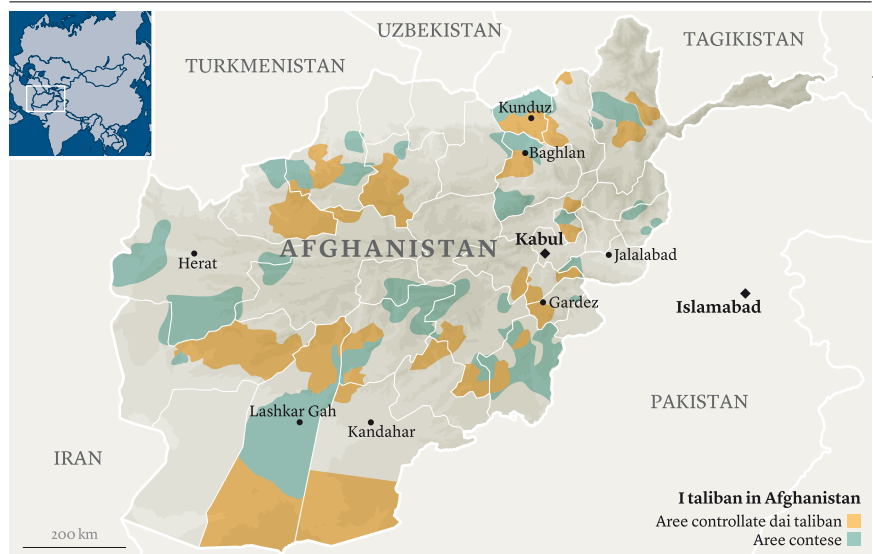 UZBEKISTAN
TAGIKISTAN
TURKMENISTAN
Kunduz
Baghlan
AFGHANISTAN
Kabul
Herat
Jalalabad
Gardez
Islamabad
Lashkar Gah
Kandahar
PAKISTAN
IRAN
I taliban in Afghanistan
Aree controllate dai taliban
Aree contese
200 km